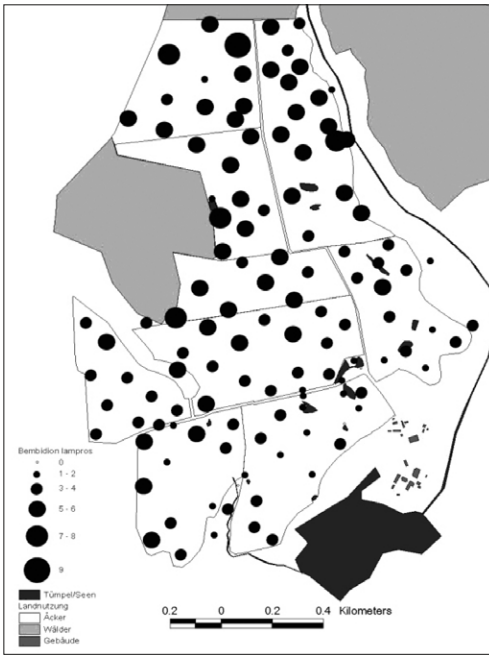 Bembidion lampros
0
1 - 2
3 - 4
5 - 6
7 - 8
9
Tümpel/Seen
Landnutzung
Äcker
Wälder
Gebäude
0.2 0 0.2 0.4 Kilometers